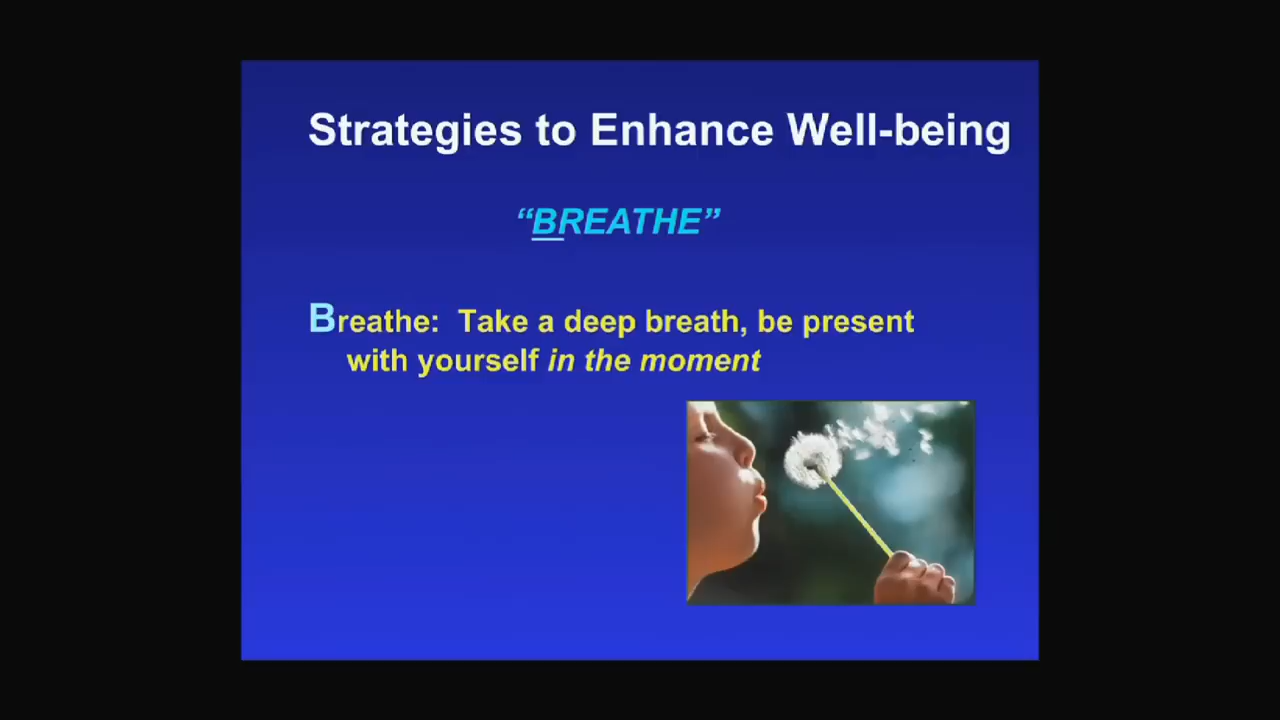 Strategies to Enhance Well-being
“BREATHE”
Breathe: Take a deep breath, be present
with yourself in the moment